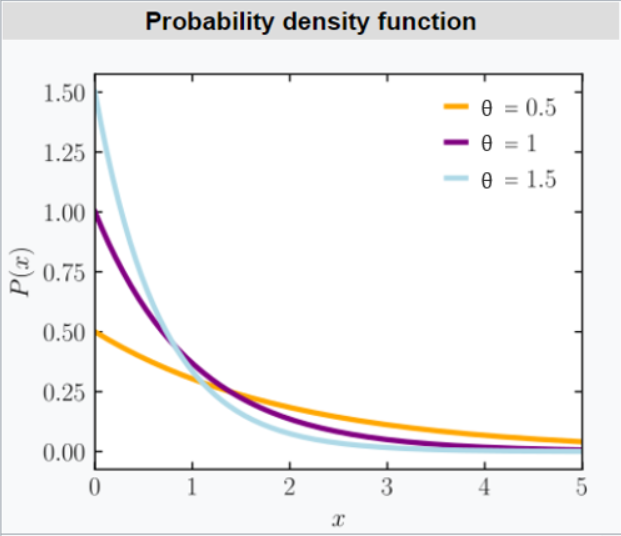 Probability density function
1.50
1.25
1.00
0.75
0.50
0.25
0.00
P(x)
θ = 0.5
θ = 1
θ = 1.5
0 1 2 3 4 5
x